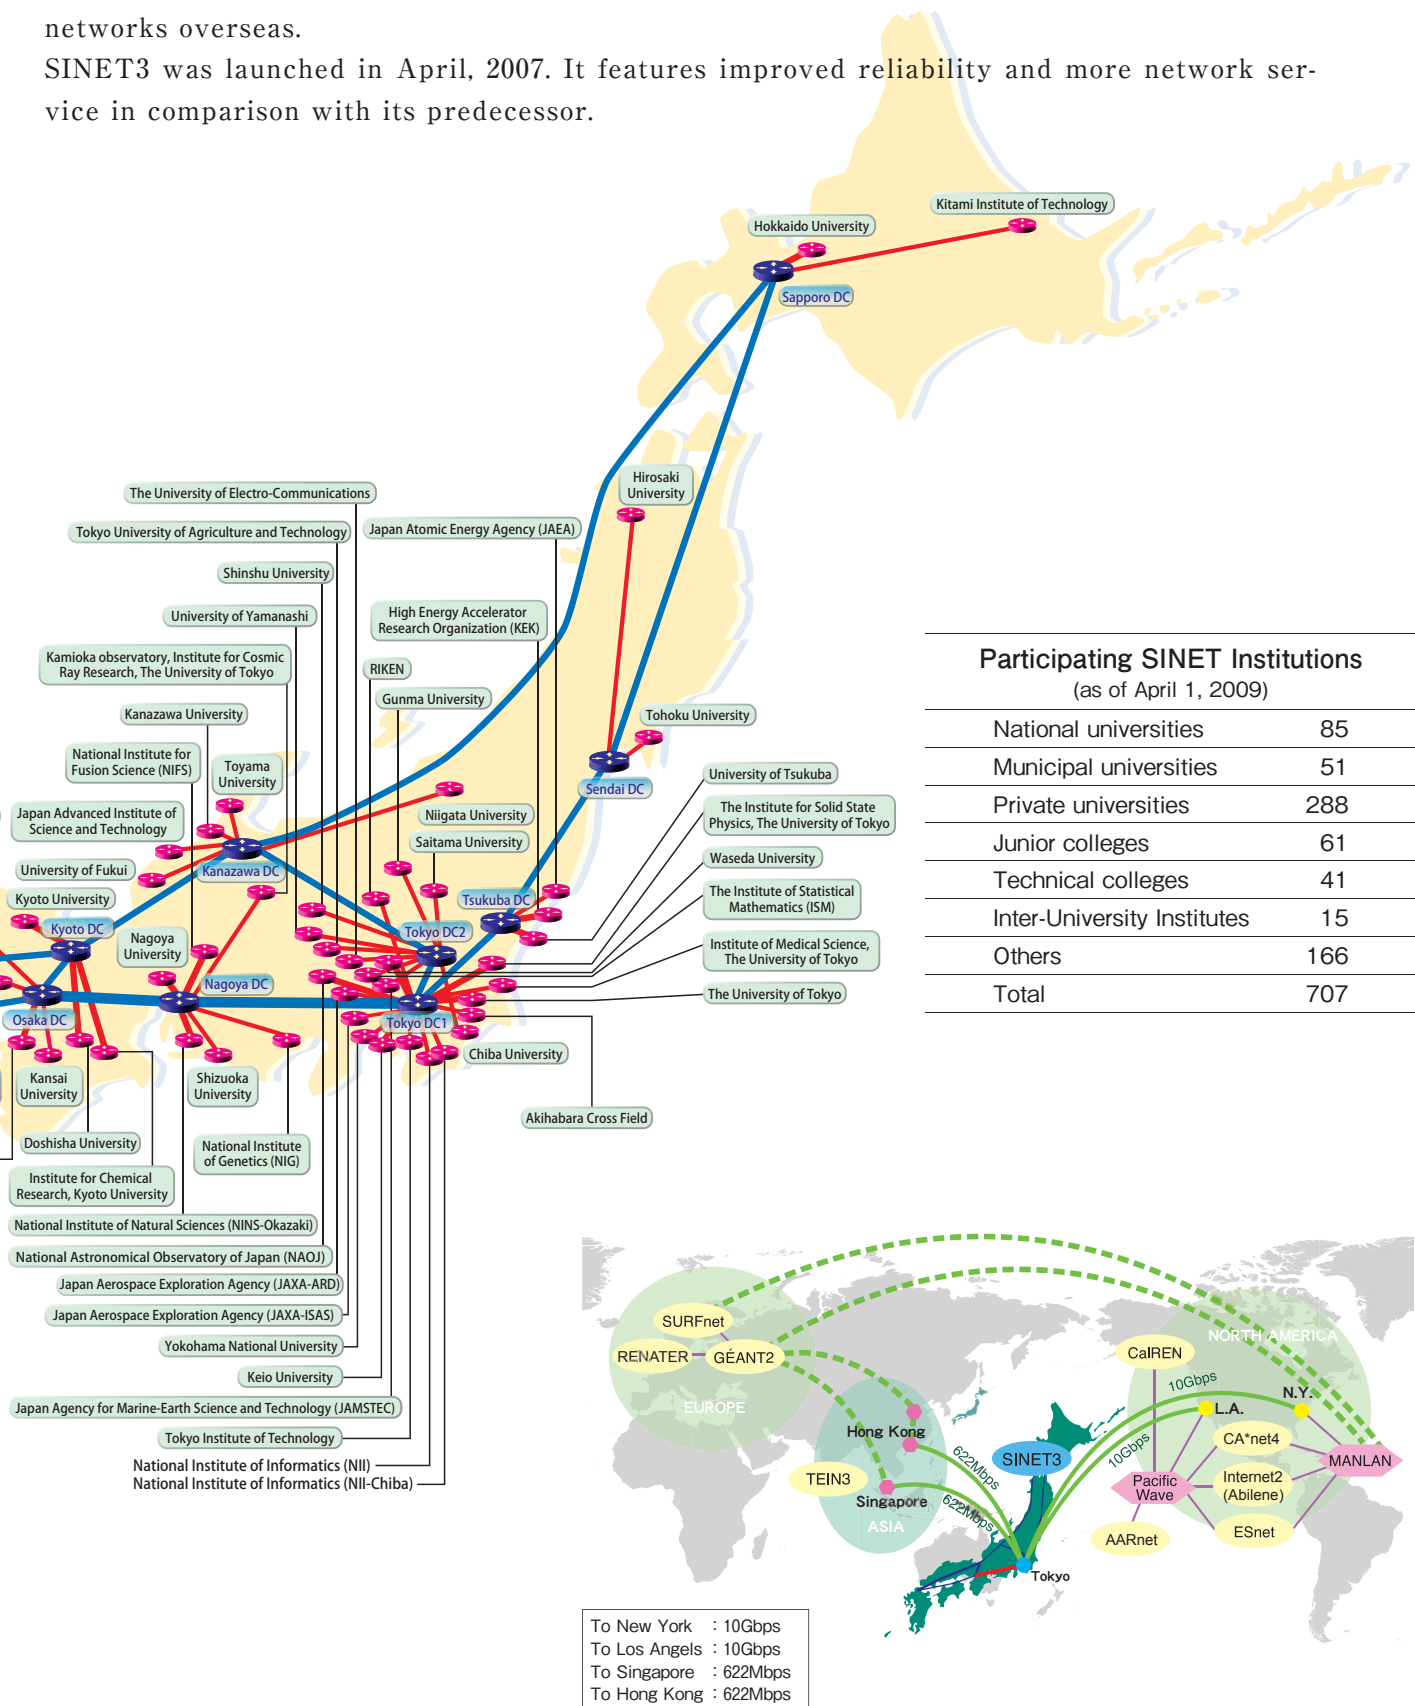 networks overseas.
SINET3 was launched in April, 2007. It features improved reliability and more network ser-
vice in comparison with its predecessor.
Kitami Institute of Technology
Hokkaido University
Sapporo DC
Hirosaki
University
The University of Electro-Communications
Tokyo University of Agriculture and Technology
Japan Atomic Energy Agency (JAEA)
Shinshu University
University of Yamanashi
High Energy Accelerator
Research Organization (KEK)
Kamioka observatory, Institute for Cosmic
Ray Research, The University of Tokyo
RIKEN
Gunma University
Kanazawa University
Tohoku University
National Institute for
Fusion Science (NIFS)
Toyama
University
Sendai DC
University of Tsukuba
Japan Advanced Institute of
Science and Technology
Niigata University
The Institute for Solid State
Physics, The University of Tokyo
Saitama University
Waseda University
University of Fukui
Kanazawa DC
Kyoto University
Tsukuba DC
The Institute of Statistical
Mathematics (ISM)
Kyoto DC
Nagoya
University
Tokyo DC2
Institute of Medical Science,
The University of Tokyo
Nagoya DC
The University of Tokyo
Osaka DC
Tokyo DC1
Chiba University
Kansai
University
Shizuoka
University
Akihabara Cross Field
Doshisha University
National Institute
of Genetics (NIG)
Institute for Chemical
Research, Kyoto University
National Institute of Natural Sciences (NINS-Okazaki)
National Astronomical Observatory of Japan (NAOJ)
Japan Aerospace Exploration Agency (JAXA-ARD)
Japan Aerospace Exploration Agency (JAXA-ISAS)
Yokohama National University
Keio University
Japan Agency for Marine-Earth Science and Technology (JAMSTEC)
Tokyo Institute of Technology
National Institute of Informatics (NII)
National Institute of Informatics (NII-Chiba)
Participating SINET Institutions
(as of April 1, 2009)
National universities 85
Municipal universities 51
Private universities 288
Junior colleges 61
Technical colleges 41
Inter-University Institutes 15
Others 166
Total 707
SURFnet
RENATER
GÉANT2
EUROPE
NORTH AMERICA
CalREN
10Gbps
N.Y.
L.A.
Hong Kong
622Mbps
SINET3
10Gbps
CA*net4
MANLAN
TEIN3
Singapore
622Mbps
ASIA
Pacific
Wave
Internet2
(Abilene)
AARnet
ESnet
Tokyo
To New York : 10Gbps
To Los Angels : 10Gbps
To Singapore : 622Mbps
To Hong Kong : 622Mbps